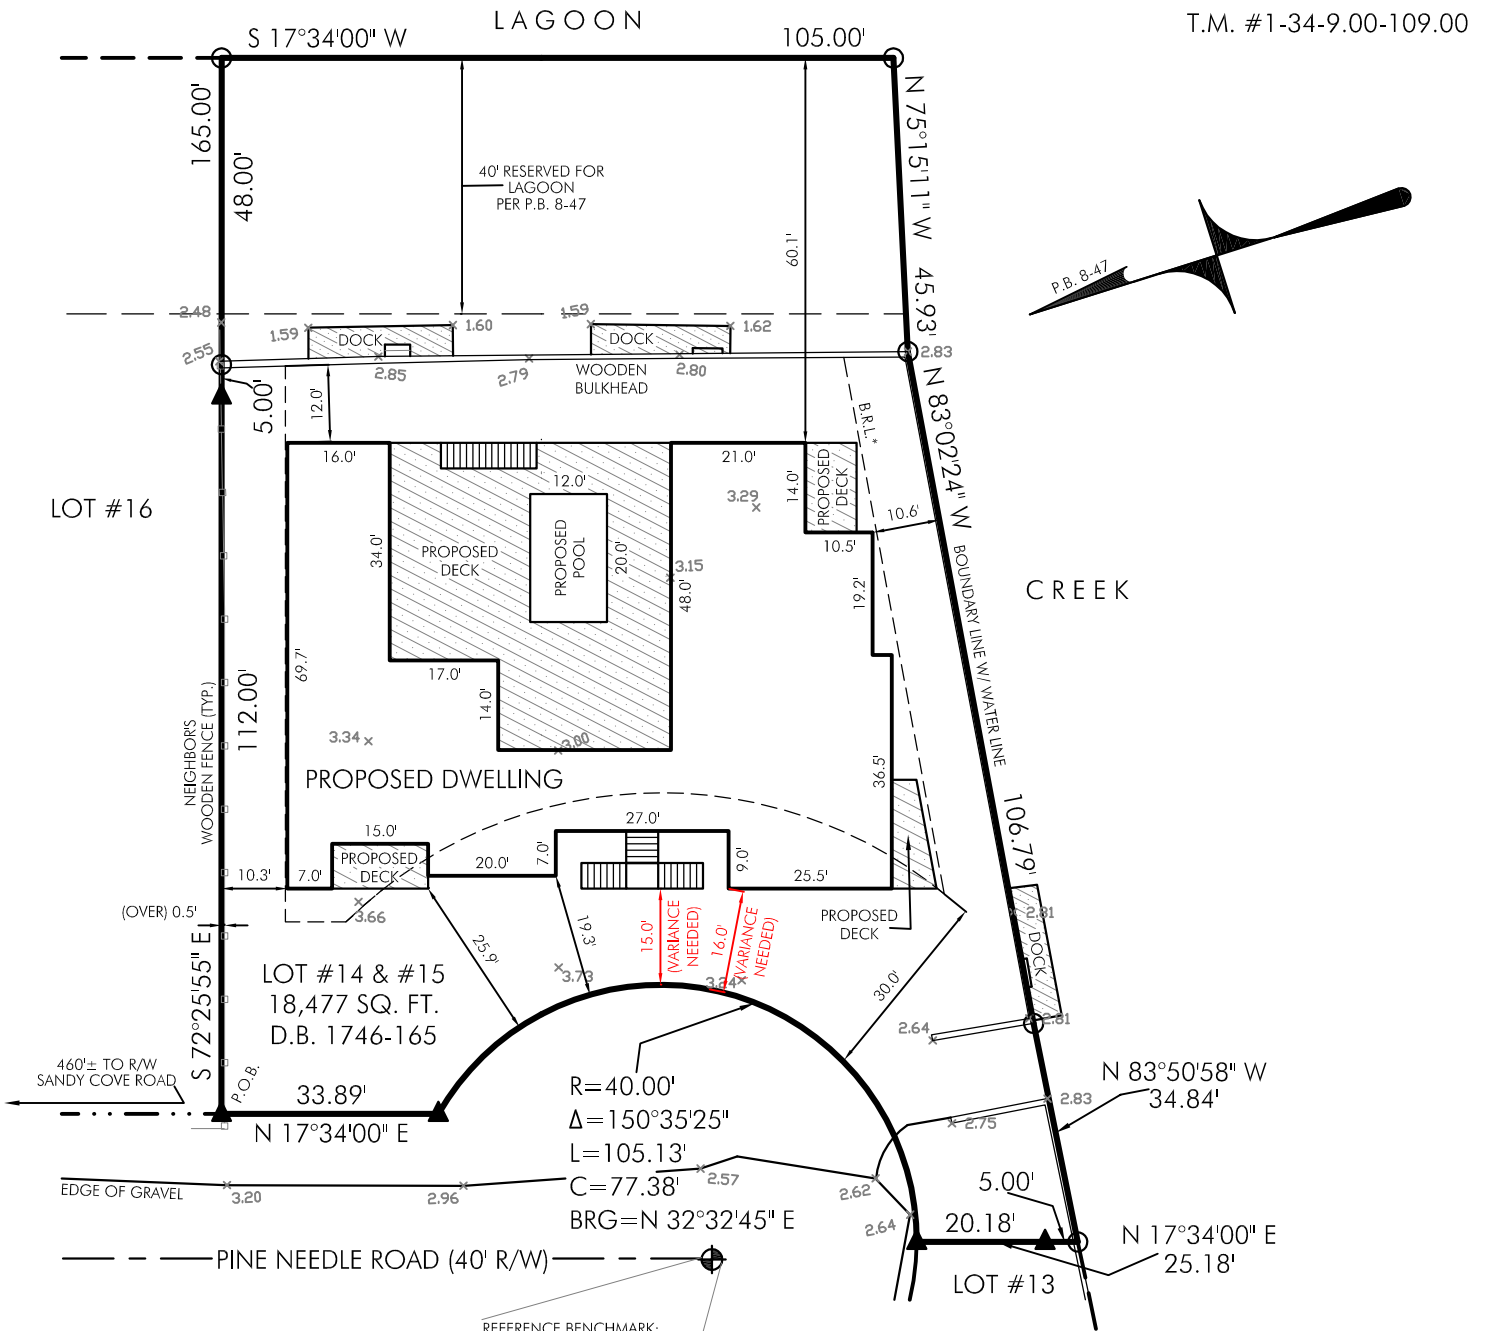 LAGOON
T.M. #1-34-9.00-109.00
S 17°34'00" W
105.00'
165.00'
48.00'
N 75°15'11" W
45.93'
40' RESERVED FOR
LAGOON
PER P.B. 8-47
60.1'
P.B. 8-47
2.48
2.55
1.59
DOCK
1.60
1.59
DOCK
1.62
2.83
2.85
2.79
2.80
WOODEN
BULKHEAD
5.00'
12.0'
B.R.L.*
N 83°02'24" W
16.0'
12.0'
21.0'
14.0'
PROPOSED
DECK
3.29
LOT #16
10.6'
10.5'
34.0'
PROPOSED
DECK
PROPOSED
POOL
20.0'
3.15
48.0'
19.2'
BOUNDARY LINE W/ WATER LINE
CREEK
69.7'
17.0'
14.0'
NEIGHBOR'S
WOODEN FENCE (TYP.)
112.00'
3.34
3.00
36.5'
PROPOSED DWELLING
106.79'
15.0'
27.0'
PROPOSED
DECK
20.0'
7.0'
9.0'
10.3'
7.0'
25.5'
(OVER) 0.5'
3.66
PROPOSED
DECK
2.81
DOCK
25.9'
19.3'
15.0'
(VARIANCE
NEEDED)
16.0'
(VARIANCE
NEEDED)
30.0'
S 72°25'55" E
LOT #14 & #15
18,477 SQ. FT.
D.B. 1746-165
3.73
3.24
2.64
2.81
460'± TO R/W
SANDY COVE ROAD
P.O.B.
33.89'
N 17°34'00" E
R=40.00'
Δ=150°35'25"
L=105.13'
C=77.38'
BRG=N 32°32'45" E
N 83°50'58" W
34.84'
2.83
2.75
EDGE OF GRAVEL
3.20
2.96
2.57
2.62
2.64
5.00'
20.18'
N 17°34'00" E
25.18'
PINE NEEDLE ROAD (40' R/W)
LOT #13
REFERENCE BENCHMARK: